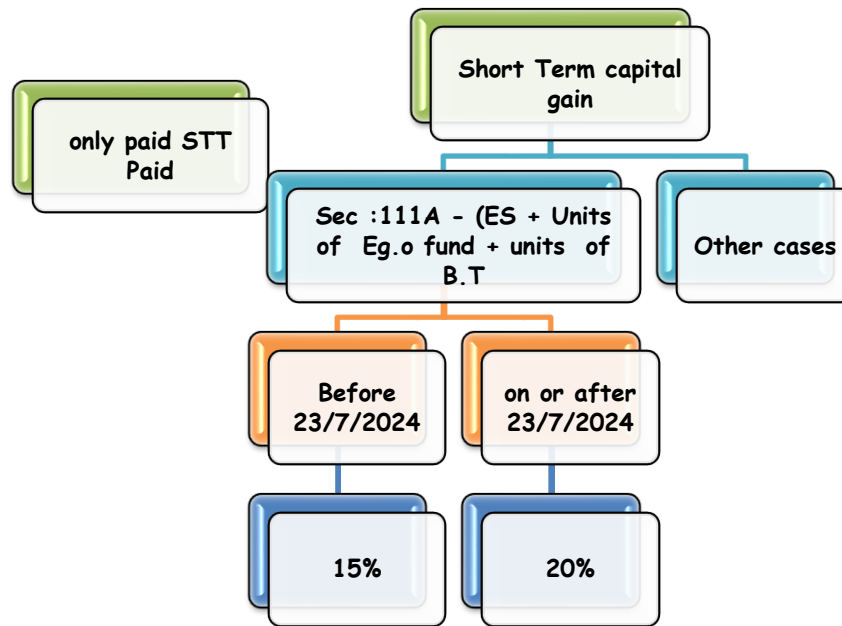 Short Term capital
gain
only paid STT
Paid
Sec :111A - (ES + Units
of Eg.o fund + units of
B.T
Other cases
Before
23/7/2024
on or after
23/7/2024
15%
20%